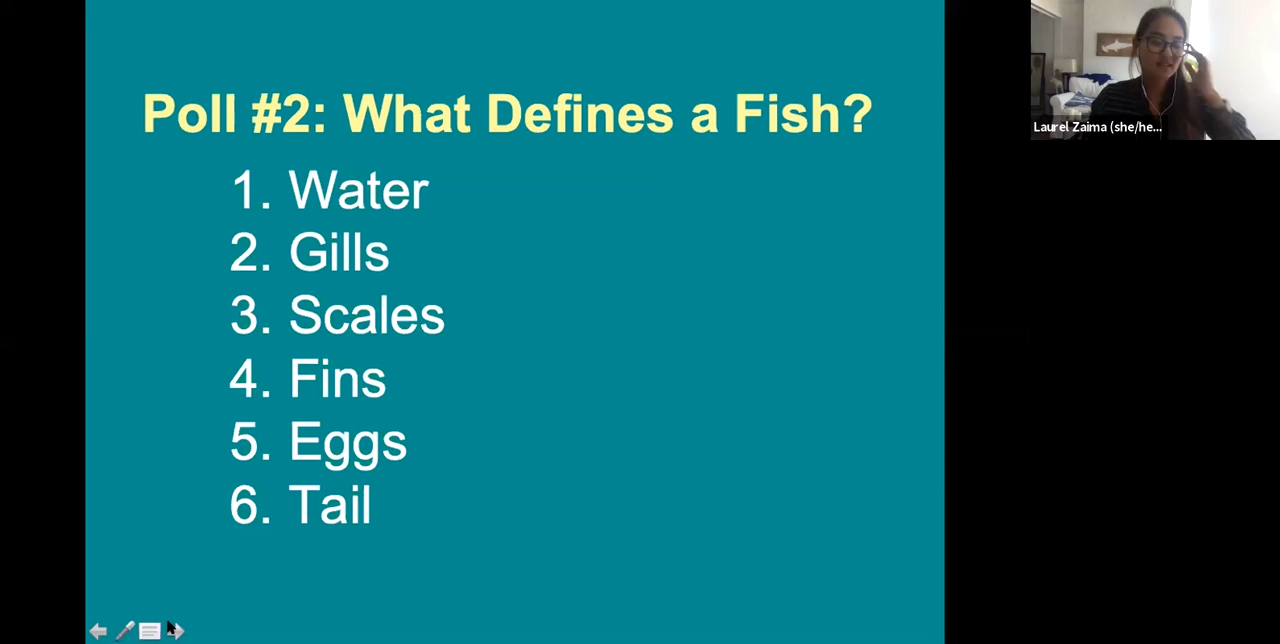 Poll #2: What Defines a Fish?
1. Water
2. Gills
3. Scales
4. Fins
5. Eggs
6. Tail
Laurel Zaima (she/he...